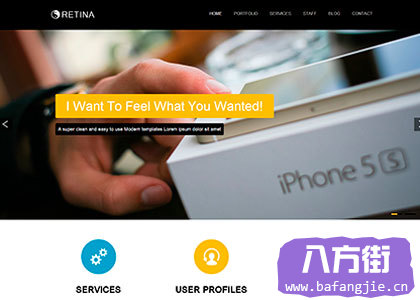 RETINA
HOME PORTFOLIO SERVICES STAFF BLOG CONTACT
I Want To Feel What You Wanted!
A super clean and easy to use Modern templates Lorem ipsum dolor sit amet
iPhone 5 S
SERVICES
USER PROFILES
八方街
www.bafangjie.cn